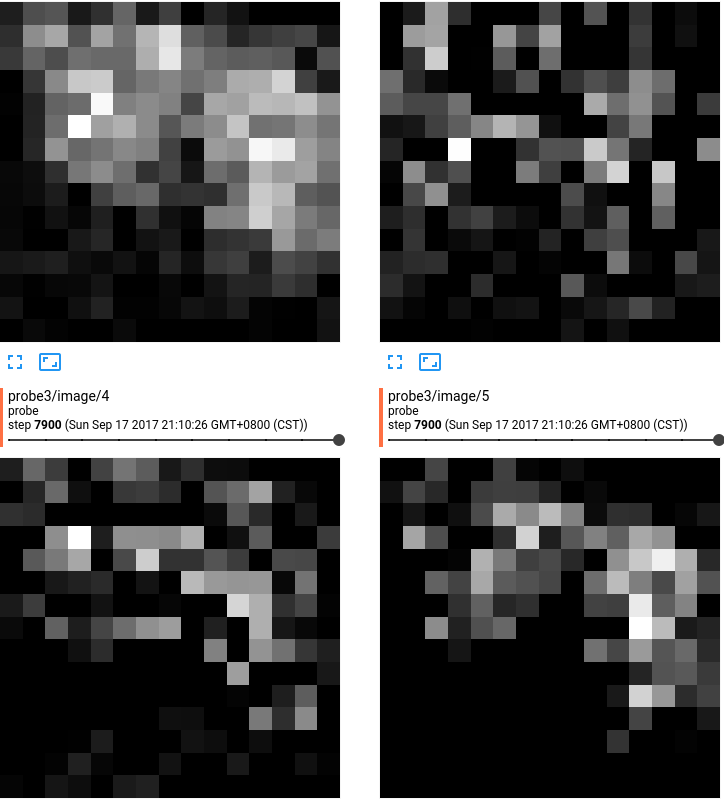 probe3/image/4
probe
step 7900 (Sun Sep 17 2017 21:10:26 GMT+0800 (CST))
probe3/image/5
probe
step 7900 (Sun Sep 17 2017 21:10:26 GMT+0800 (CST))